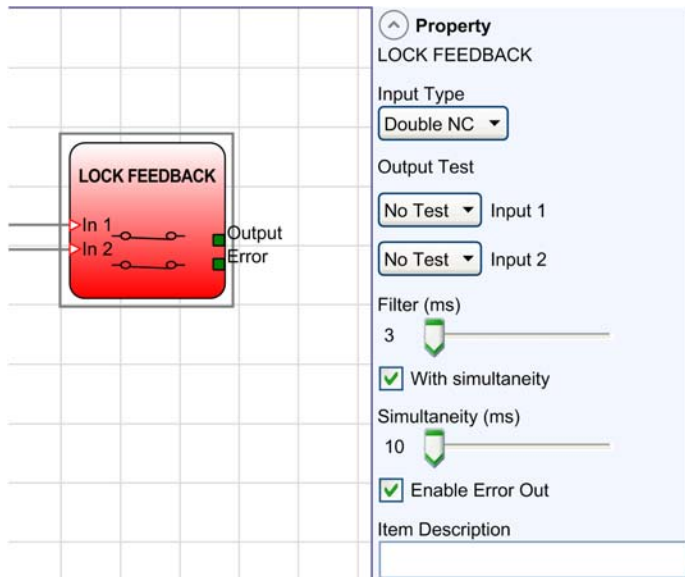 LOCK FEEDBACK
In 1
In 2
Output
Error
Property
LOCK FEEDBACK
Input Type
Double NC
Output Test
No Test Input 1
No Test Input 2
Filter (ms)
3
With simultaneity
Simultaneity (ms)
10
Enable Error Out
Item Description